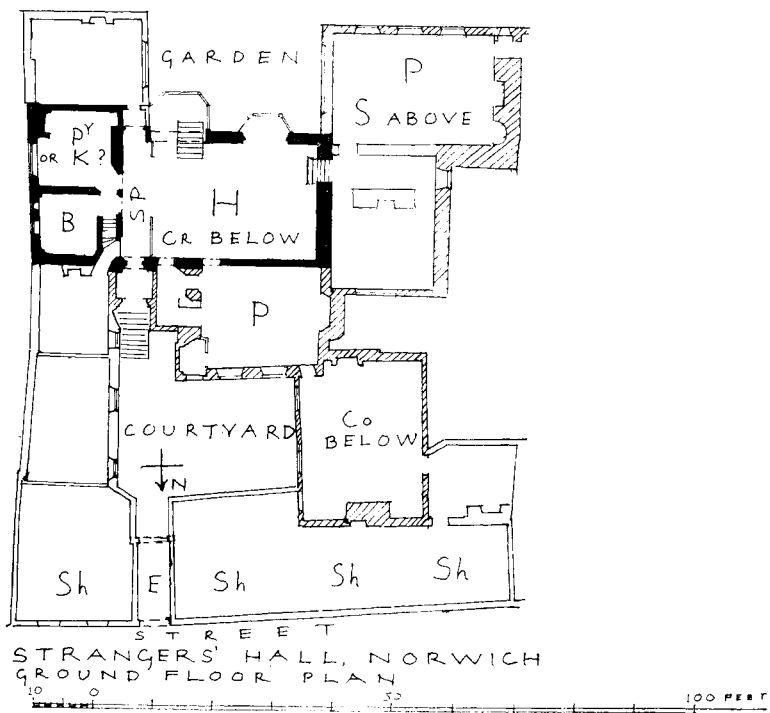 GARDEN
P
S ABOVE
PY
OR K?
SP
H
B
CR BELOW
P
COURTYARD
Co
BELOW
N
Sh
E
Sh
Sh
Sh
STREET
STRANGERS' HALL, NORWICH
GROUND FLOOR PLAN
10 0 50 100 FEET